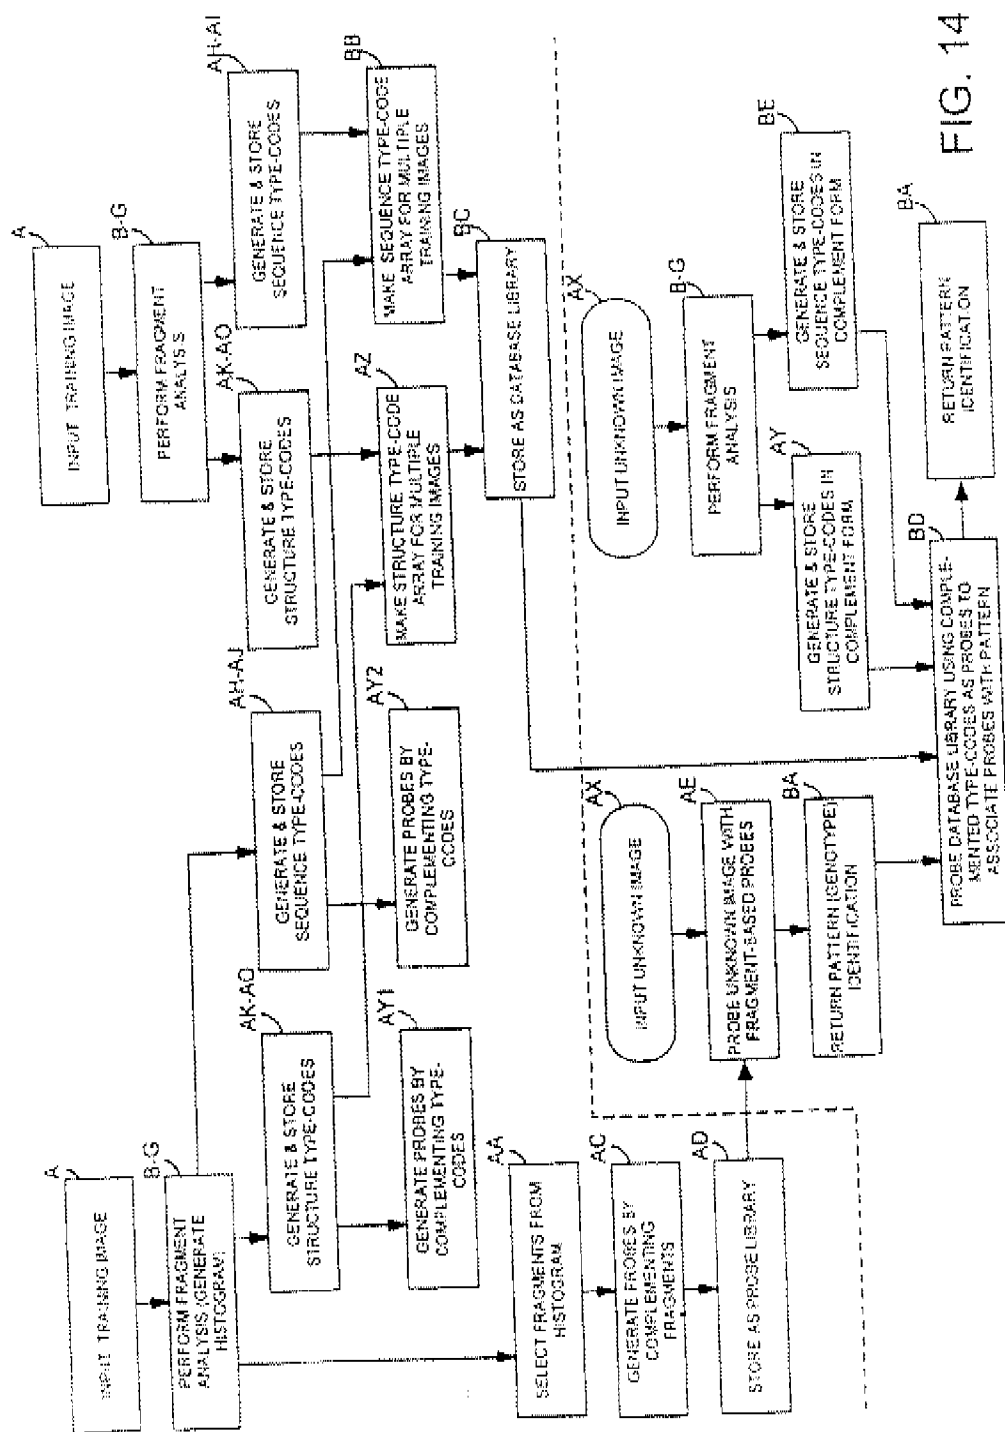 A
INPUT TRAINING IMAGE
B-G
PERFORM FRAGMENT
ANALYSIS (GENERATE
HISTOGRAM)
AK-AO
GENERATE & STORE
STRUCTURE TYPE-CODES
AY1
GENERATE PROBES BY
COMPLEMENTING TYPE-
CODES
AH-AJ
GENERATE & STORE
SEQUENCE TYPE-CODES
AY2
GENERATE PROBES BY
COMPLEMENTING TYPE-
CODES
AA
SELECT FRAGMENTS FROM
HISTOGRAM
AC
GENERATE PROBES BY
COMPLEMENTING
FRAGMENTS
AD
STORE AS PROBE LIBRARY
A
INPUT TRAINING IMAGE
B-G
PERFORM FRAGMENT
ANALYSIS
AK-AO
GENERATE & STORE
STRUCTURE TYPE-CODES
AH-AI
GENERATE & STORE
SEQUENCE TYPE-CODES
AZ
MAKE STRUCTURE TYPE-CODE
ARRAY FOR MULTIPLE
TRAINING IMAGES
BB
MAKE SEQUENCE TYPE-CODE
ARRAY FOR MULTIPLE
TRAINING IMAGES
BC
STORE AS DATABASE LIBRARY
AX
INPUT UNKNOWN IMAGE
AE
PROBE UNKNOWN IMAGE WITH
FRAGMENT-BASED PROBES
BA
RETURN PATTERN (GENOTYPE)
IDENTIFICATION
AX
INPUT UNKNOWN IMAGE
B-G
PERFORM FRAGMENT
ANALYSIS
AY
GENERATE & STORE
STRUCTURE TYPE-CODES IN
COMPLEMENT FORM
BE
GENERATE & STORE
SEQUENCE TYPE-CODES IN
COMPLEMENT FORM
BD
PROBE DATABASE LIBRARY USING COMPLE-
MENTED TYPE-CODES AS PROBES TO
ASSOCIATE PROBES WITH PATTERN
BA
RETURN PATTERN
IDENTIFICATION
FIG. 14